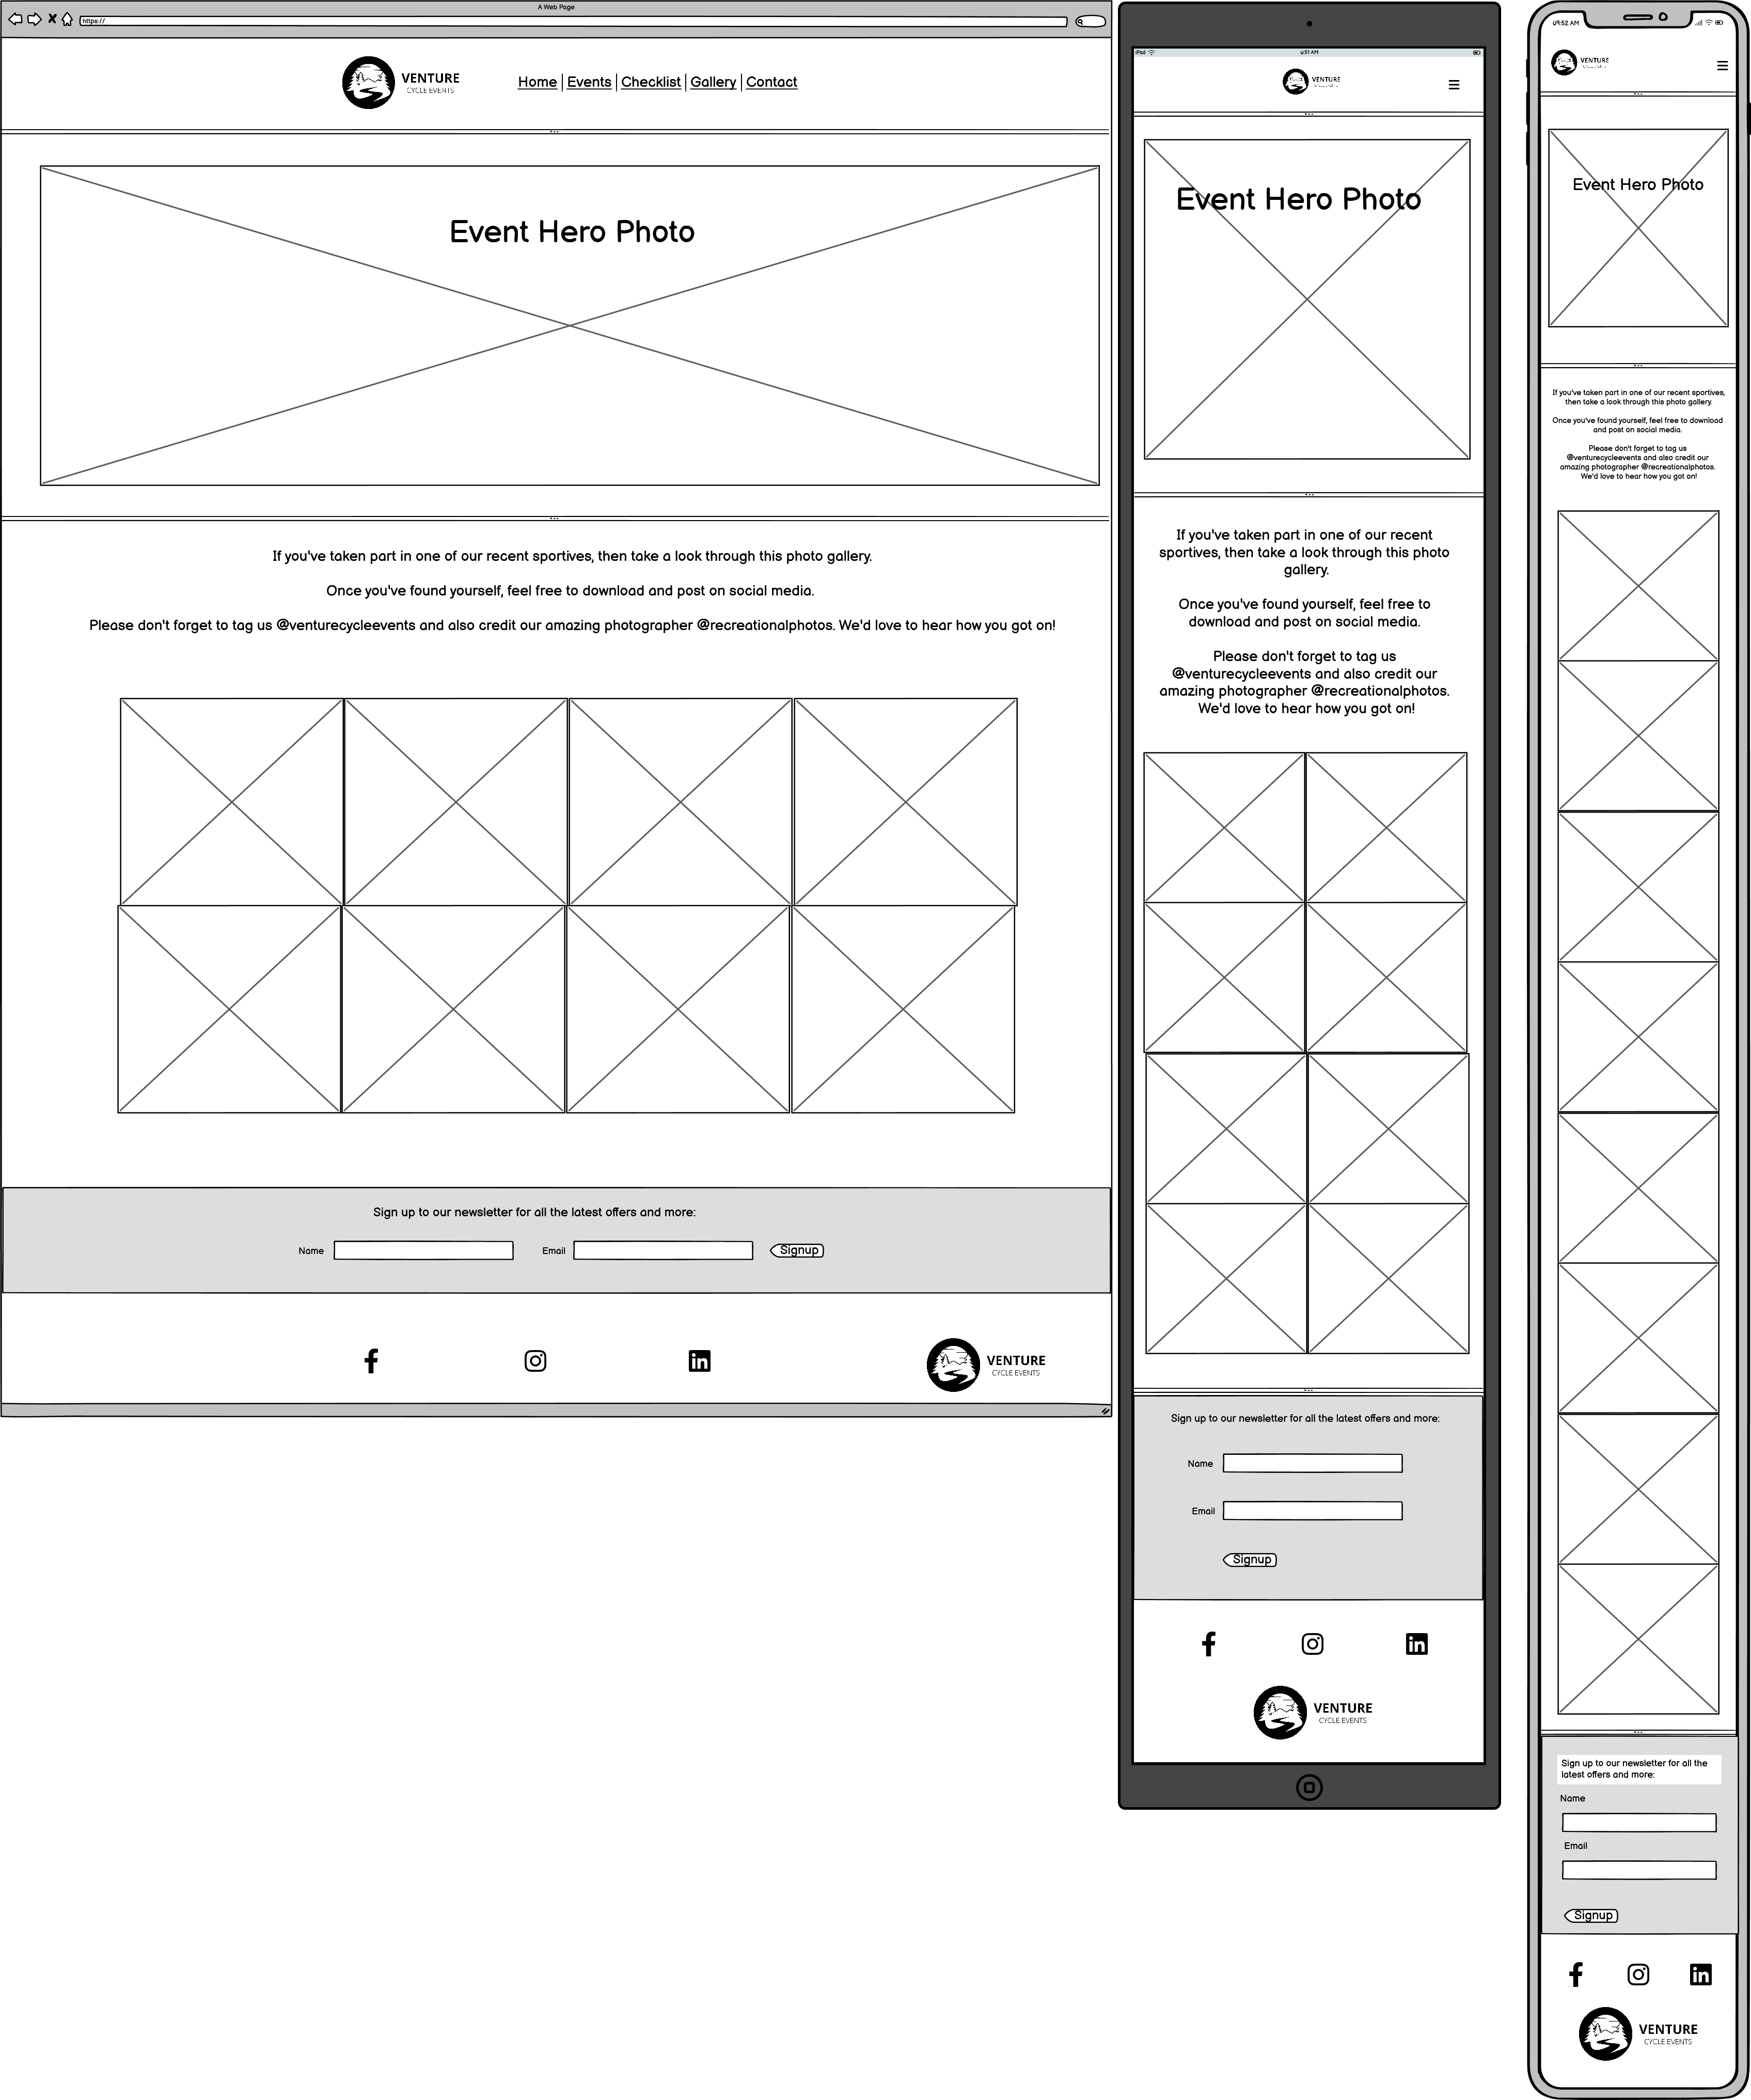 A Web Page
https://
VENTURE
CYCLE EVENTS
Home Events Checklist Gallery Contact
Event Hero Photo
If you've taken part in one of our recent sportives, then take a look through this photo gallery.
Once you've found yourself, feel free to download and post on social media.
Please don't forget to tag us @venturecycleevents and also credit our amazing photographer @recreationalphotos. We'd love to hear how you got on!
Sign up to our newsletter for all the latest offers and more:
Name
Email
Signup
VENTURE
CYCLE EVENTS
iPad
VENTURE
Event Hero Photo
If you've taken part in one of our recent
sportives, then take a look through this photo
gallery.
Once you've found yourself, feel free to
download and post on social media.
Please don't forget to tag us
@venturecycleevents and also credit our
amazing photographer @recreationalphotos.
We'd love to hear how you got on!
Sign up to our newsletter for all the latest offers and more:
Name
Email
Signup
VENTURE
CYCLE EVENTS
09:52 AM
VENTURE
Event Hero Photo
If you've taken part in one of our recent sportives,
then take a look through this photo gallery.
Once you've found yourself, feel free to download
and post on social media.
Please don't forget to tag us
@venturecycleevents and also credit our
amazing photographer @recreationalphotos.
We'd love to hear how you got on!
Sign up to our newsletter for all the
latest offers and more:
Name
Email
Signup
VENTURE
CYCLE EVENTS